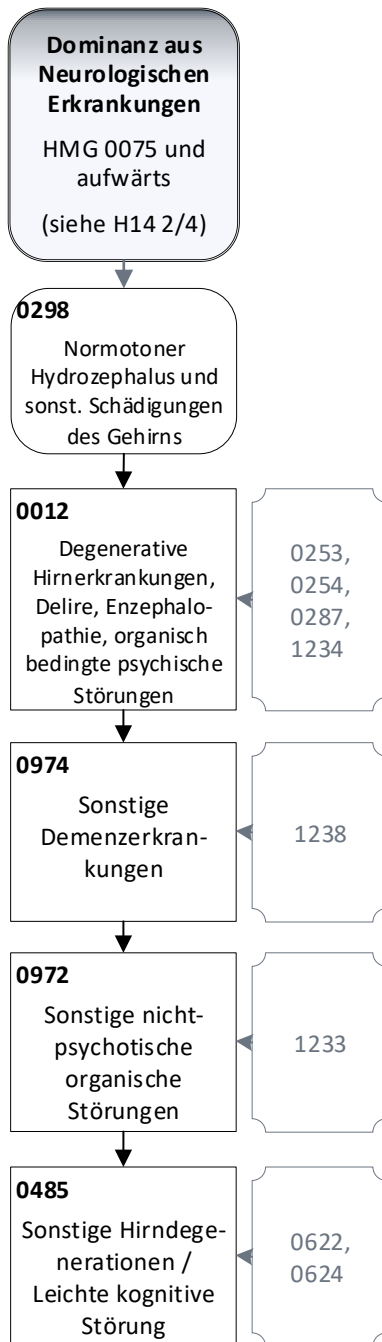 Dominanz aus
Neurologischen
Erkrankungen
HMG 0075 und
aufwärts
(siehe H14 2/4)
0298
Normotoner
Hydrozephalus und
sonst. Schädigungen
des Gehirns
0012
Degenerative
Hirnerkrankungen,
Delire, Enzephalo-
pathie, organisch
bedingte psychische
Störungen
0253,
0254,
0287,
1234
0974
Sonstige
Demenzerkran-
kungen
1238
0972
Sonstige nicht-
psychotische
organische
Störungen
1233
0485
Sonstige Hirndege-
nerationen /
Leichte kognitive
Störung
0622,
0624